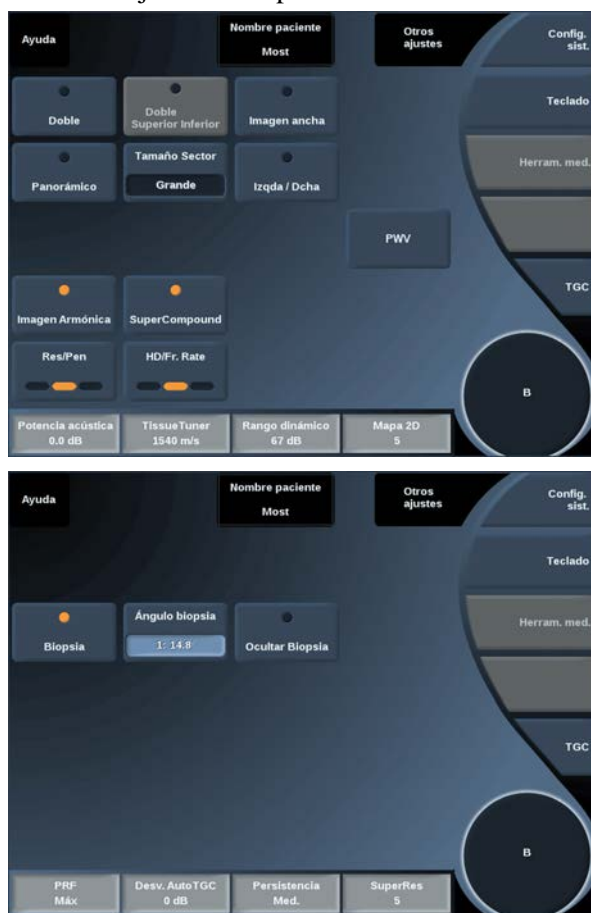 Ayuda
Nombre paciente
Most
Otros
ajustes
Config.
sist.
Doble
Doble
Superior Inferior
Imagen ancha
Teclado
Panorámico
Tamaño Sector
Grande
Izqda / Dcha
Herram. med.
PWV
TGC
Imagen Armónica
SuperCompound
Res/Pen
HD/Fr. Rate
B
Potencia acústica
0.0 dB
TissueTuner
1540 m/s
Rango dinámico
67 dB
Mapa 2D
5
Ayuda
Nombre paciente
Most
Otros
ajustes
Config.
sist.
Teclado
Biopsia
Ángulo biopsia
1: 14.8
Ocultar Biopsia
Herram. med.
TGC
B
PRF
Máx
Desv. AutoTGC
0 dB
Persistencia
Med.
SuperRes
5